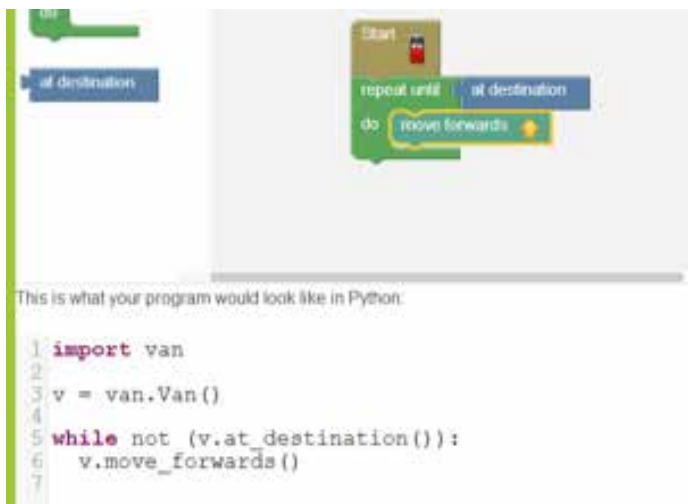 do
Start
at destination
repeat until at destination
do move forwards
This is what your program would look like in Python:
1 import van
2
3 v = van.Van()
4
5 while not (v.at_destination()):
6 v.move_forwards()
7